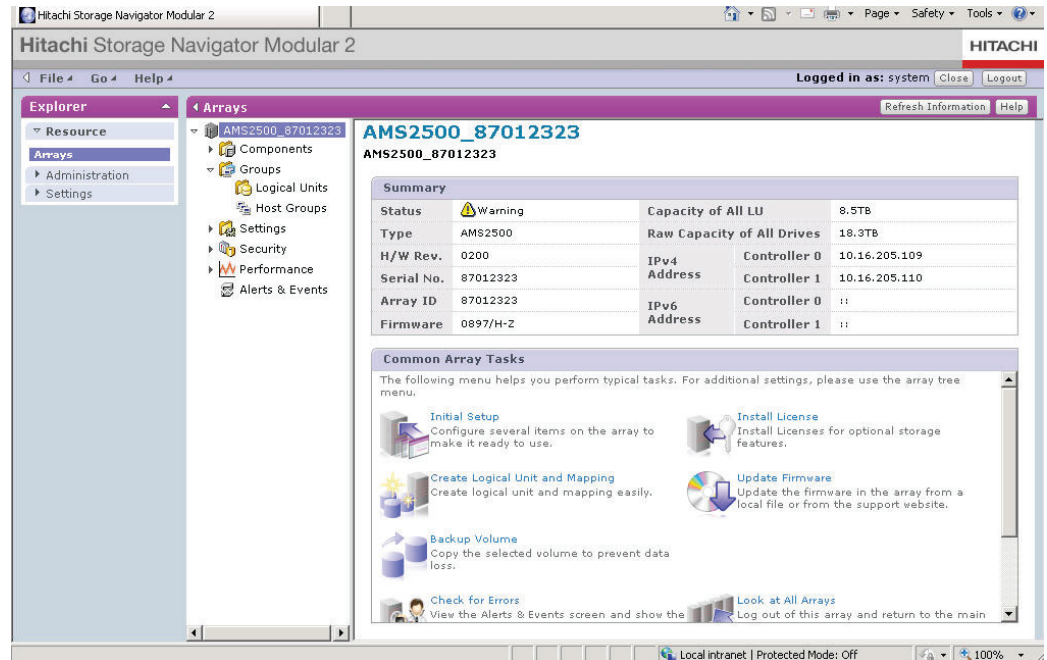 Hitachi Storage Navigator Modular 2
Page
Safety
Tools
Hitachi Storage Navigator Modular 2
HITACHI
File Go Help
Logged in as: system Close Logout
Explorer
Resource
Arrays
Administration
Settings
Arrays
Refresh Information Help
AMS2500_87012323
Components
Groups
Logical Units
Host Groups
Settings
Security
Performance
Alerts & Events
AMS2500_87012323
AMS2500_87012323
Summary
Status Warning Capacity of All LU 8.5TB
Type AMS2500 Raw Capacity of All Drives 18.3TB
H/W Rev. 0200 IPv4 Address Controller 0 10.16.205.109
Serial No. 87012323 Controller 1 10.16.205.110
Array ID 87012323 IPv6 Address Controller 0 ::
Firmware 0897/H-Z Controller 1 ::
Common Array Tasks
The following menu helps you perform typical tasks. For additional settings, please use the array tree
menu.
Initial Setup
Configure several items on the array to
make it ready to use.
Install License
Install Licenses for optional storage
features.
Create Logical Unit and Mapping
Create logical unit and mapping easily.
Update Firmware
Update the firmware in the array from a
local file or from the support website.
Backup Volume
Copy the selected volume to prevent data
loss.
Check for Errors
View the Alerts & Events screen and show the
Look at All Arrays
Log out of this array and return to the main
Local intranet | Protected Mode: Off
100%